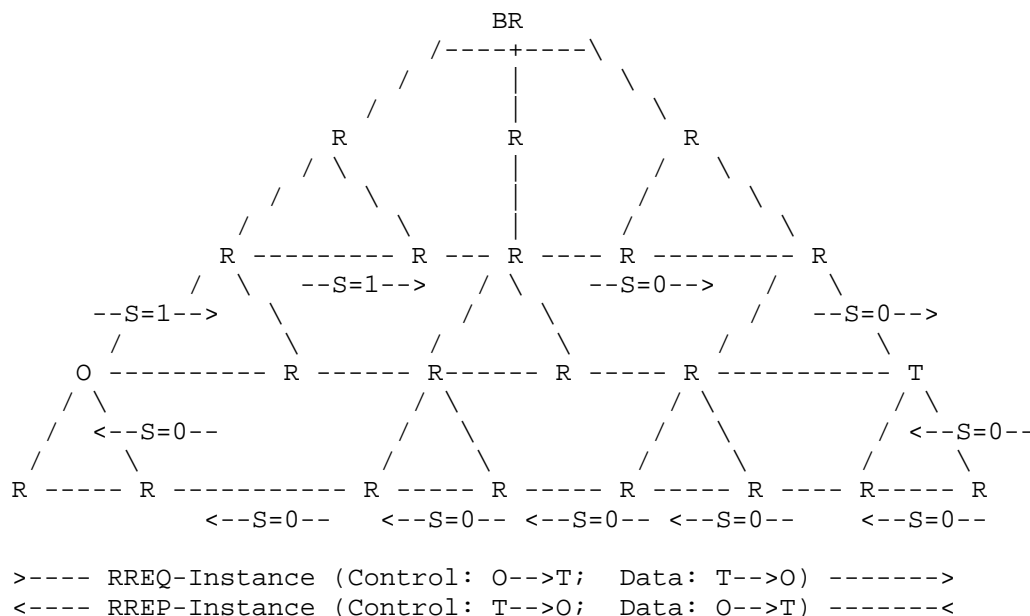 BR
R R R
R R R R R
--S=1--> --S=0-->
--S=1--> --S=0-->
O R R R R T
<--S=0-- <--S=0--
R R R R R R R R
<--S=0-- <--S=0-- <--S=0-- <--S=0-- <--S=0--
>---- RREQ-Instance (Control: O-->T; Data: T-->O) ------->
<---- RREP-Instance (Control: T-->O; Data: O-->T) -------<